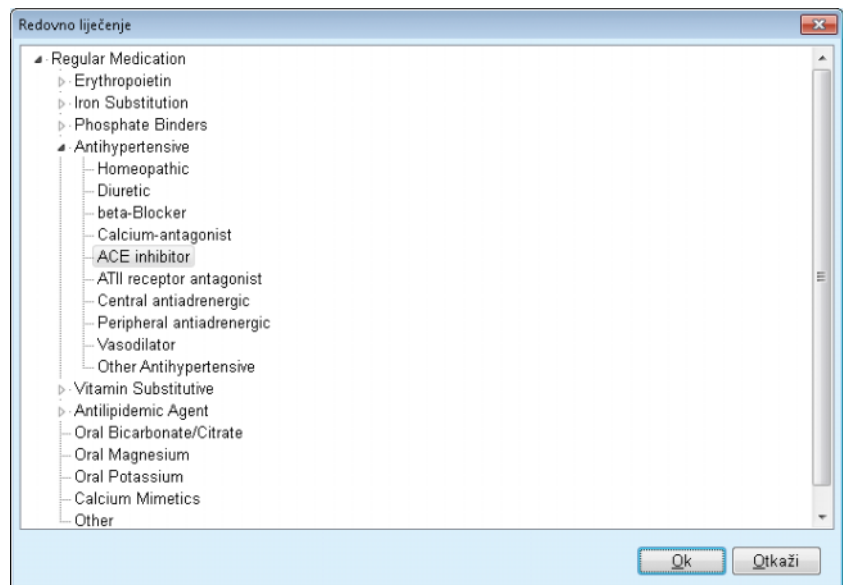 Redovno liječenje
Regular Medication
Erythropoietin
Iron Substitution
Phosphate Binders
Antihypertensive
Homeopathic
Diuretic
beta-Blocker
Calcium-antagonist
ACE inhibitor
ATII receptor antagonist
Central antiadrenergic
Peripheral antiadrenergic
Vasodilator
Other Antihypertensive
Vitamin Substitutive
Antilipidemic Agent
Oral Bicarbonate/Citrate
Oral Magnesium
Oral Potassium
Calcium Mimetics
Other
Ok Otkaži